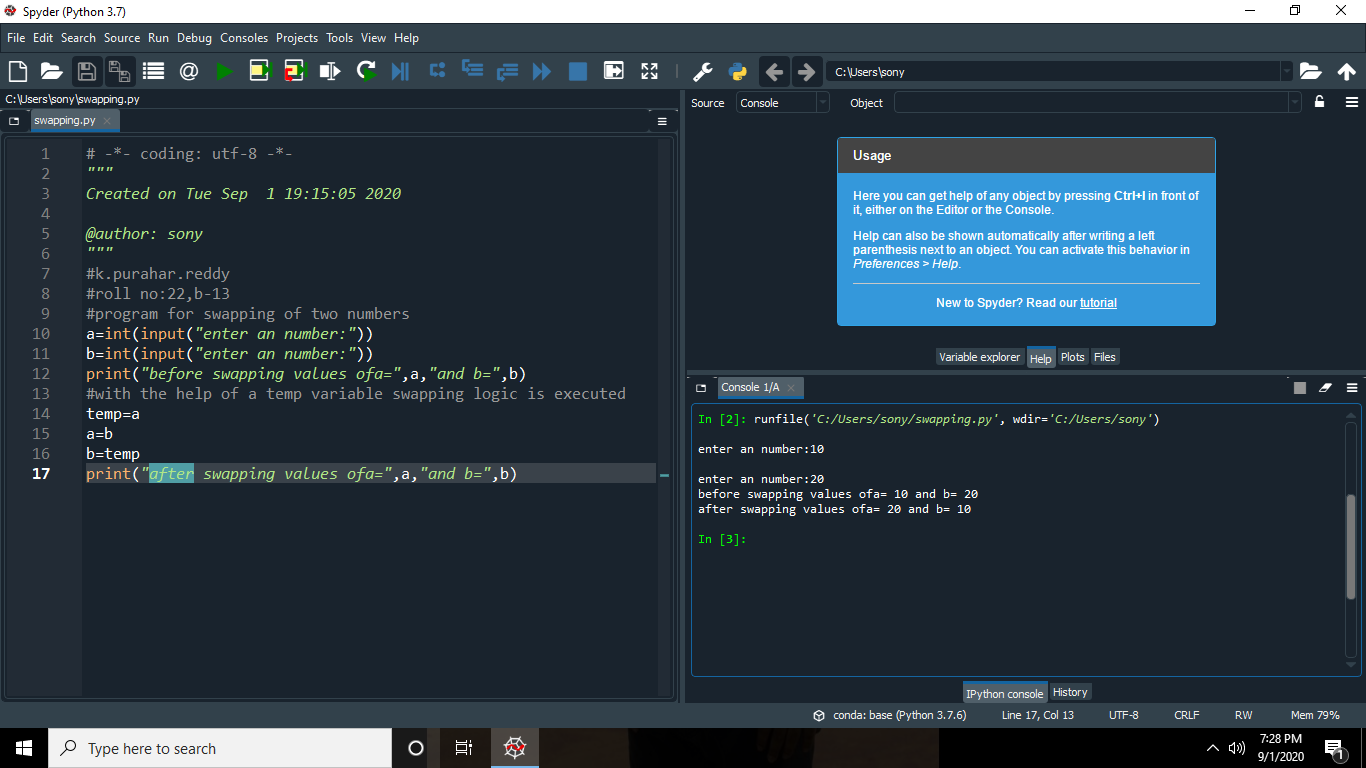 Spyder (Python 3.7)
File Edit Search Source Run Debug Consoles Projects Tools View Help
C:\Users\sony
C:\Users\sony\swapping.py
swapping.py
1 # -*- coding: utf-8 -*-
2 """
3 Created on Tue Sep  1 19:15:05 2020
4
5 @author: sony
6 """
7 #k.purahar.reddy
8 #roll no:22,b-13
9 #program for swapping of two numbers
10 a=int(input("enter an number:"))
11 b=int(input("enter an number:"))
12 print("before swapping values ofa=",a,"and b=",b)
13 #with the help of a temp variable swapping logic is executed
14 temp=a
15 a=b
16 b=temp
17 print("after swapping values ofa=",a,"and b=",b)
Source Console Object
Usage
Here you can get help of any object by pressing Ctrl+I in front of
it, either on the Editor or the Console.
Help can also be shown automatically after writing a left
parenthesis next to an object. You can activate this behavior in
Preferences > Help.
New to Spyder? Read our tutorial
Variable explorer Help Plots Files
Console 1/A
In [2]: runfile('C:/Users/sony/swapping.py', wdir='C:/Users/sony')
enter an number:10
enter an number:20
before swapping values ofa= 10 and b= 20
after swapping values ofa= 20 and b= 10
In [3]:
IPython console History
conda: base (Python 3.7.6) Line 17, Col 13 UTF-8 CRLF RW Mem 79%
Type here to search
7:28 PM
9/1/2020
1